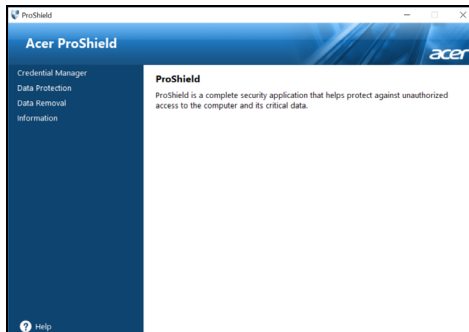 ProShield
Acer ProShield
acer
Credential Manager
Data Protection
Data Removal
Information
ProShield
ProShield is a complete security application that helps protect against unauthorized
access to the computer and its critical data.
? Help